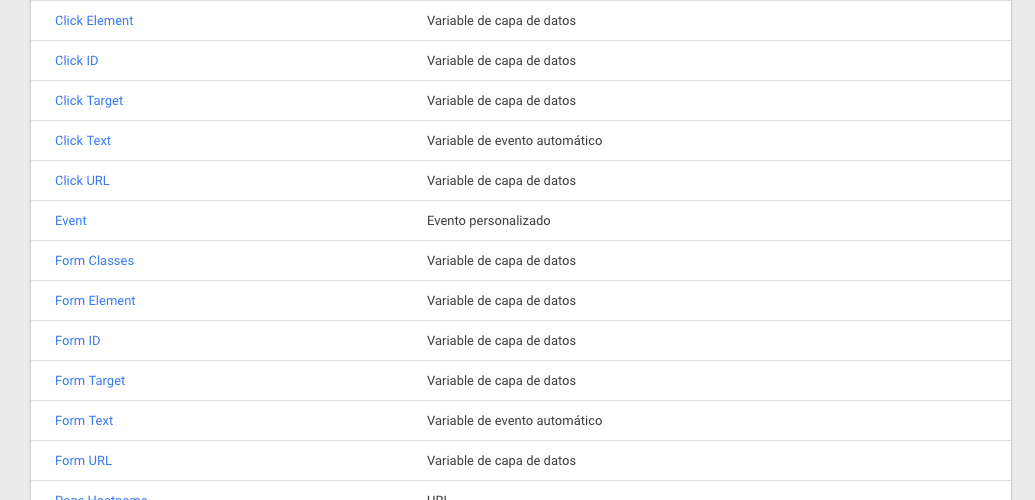 Click Element Variable de capa de datos
Click ID Variable de capa de datos
Click Target Variable de capa de datos
Click Text Variable de evento automático
Click URL Variable de capa de datos
Event Evento personalizado
Form Classes Variable de capa de datos
Form Element Variable de capa de datos
Form ID Variable de capa de datos
Form Target Variable de capa de datos
Form Text Variable de evento automático
Form URL Variable de capa de datos
Page Hostname URL